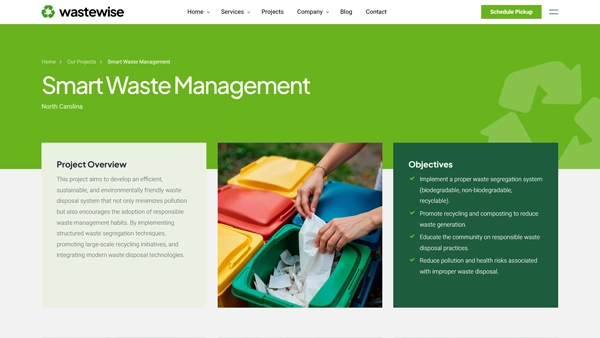 wastewise
Home Services Projects Company Blog Contact
Schedule Pickup
Home Our Projects Smart Waste Management
Smart Waste Management
North Carolina
Project Overview
This project aims to develop an efficient,
sustainable, and environmentally friendly waste
disposal system that not only minimizes pollution
but also encourages the adoption of responsible
waste management habits. By implementing
structured waste segregation techniques,
promoting large-scale recycling initiatives, and
integrating modern waste disposal technologies.
Objectives
Implement a proper waste segregation system
(biodegradable, non-biodegradable,
recyclable).
Promote recycling and composting to reduce
waste generation.
Educate the community on responsible waste
disposal practices.
Reduce pollution and health risks associated
with improper waste disposal.